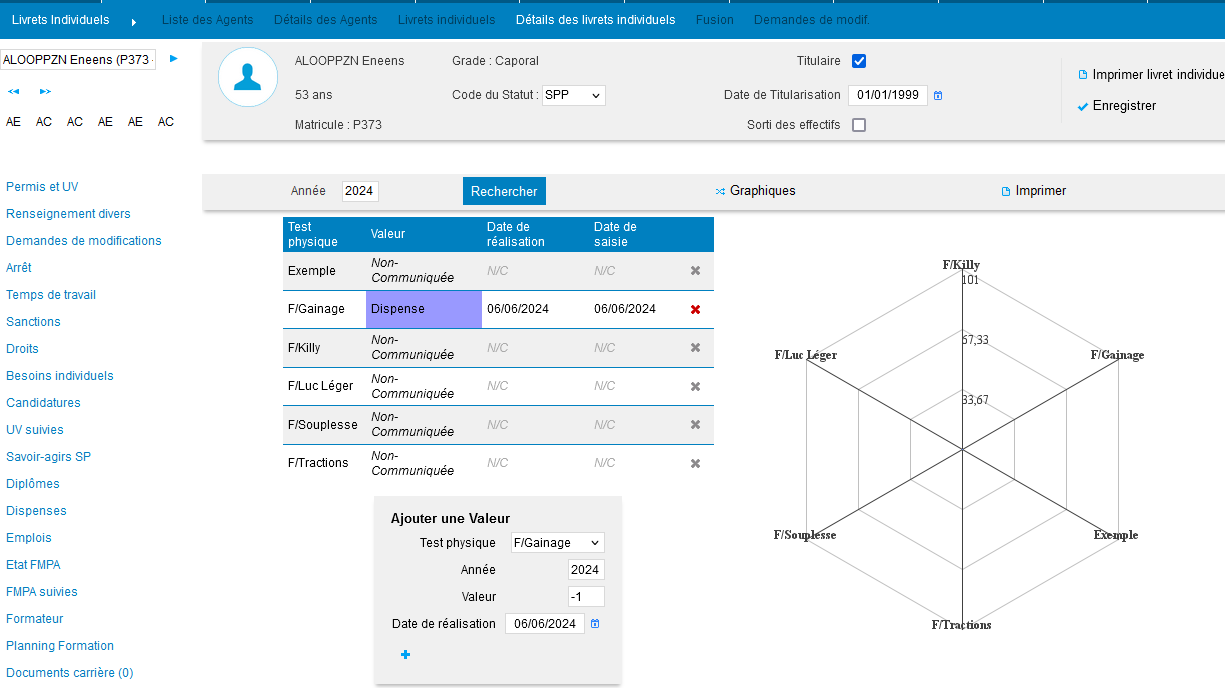 Livrets Individuels
Liste des Agents
Détails des Agents
Livrets individuels
Détails des livrets individuels
Fusion
Demandes de modif.
ALOOPPZN Eneens (P373
AE AC AC AE AE AC
ALOOPPZN Eneens
Grade : Caporal
Titulaire
53 ans
Code du Statut : SPP
Date de Titularisation 01/01/1999
Matricule : P373
Sorti des effectifs
Imprimer livret individue
Enregistrer
Permis et UV
Renseignement divers
Demandes de modifications
Arrêt
Temps de travail
Sanctions
Droits
Besoins individuels
Candidatures
UV suivies
Savoir-agirs SP
Diplômes
Dispenses
Emplois
Etat FMPA
FMPA suivies
Formateur
Planning Formation
Documents carrière (0)
Année 2024
Rechercher
Graphiques
Imprimer
Test
physique
Valeur
Date de
réalisation
Date de
saisie
Exemple
Non-
Communiquée
N/C
N/C
F/Gainage
Dispense
06/06/2024
06/06/2024
F/Killy
Non-
Communiquée
N/C
N/C
F/Luc Léger
Non-
Communiquée
N/C
N/C
F/Souplesse
Non-
Communiquée
N/C
N/C
F/Tractions
Non-
Communiquée
N/C
N/C
Ajouter une Valeur
Test physique F/Gainage
Année 2024
Valeur -1
Date de réalisation 06/06/2024
F/Killy
101
67,33
33,67
F/Luc Léger
F/Gainage
F/Souplesse
Exemple
F/Tractions